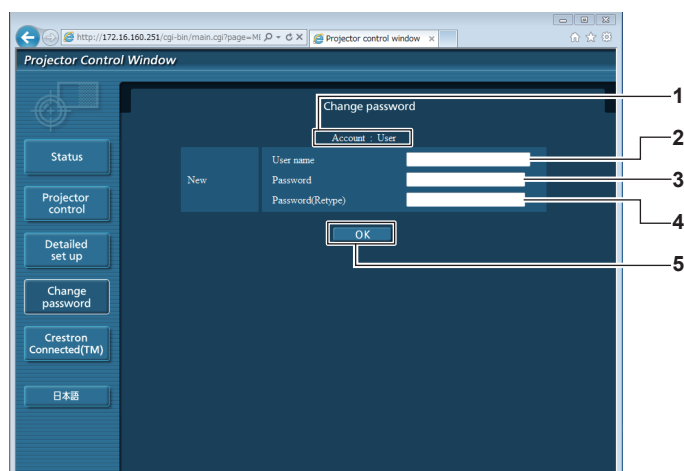 http://172.16.160.251/cgi-bin/main.cgi?page=ME
Projector control window
Projector Control Window
Change password
1
Account : User
2
Status
User name
New
Password
3
Password(Retype)
4
Projector
control
OK
5
Detailed
set up
Change
password
Crestron
Connected(TM)
日本語